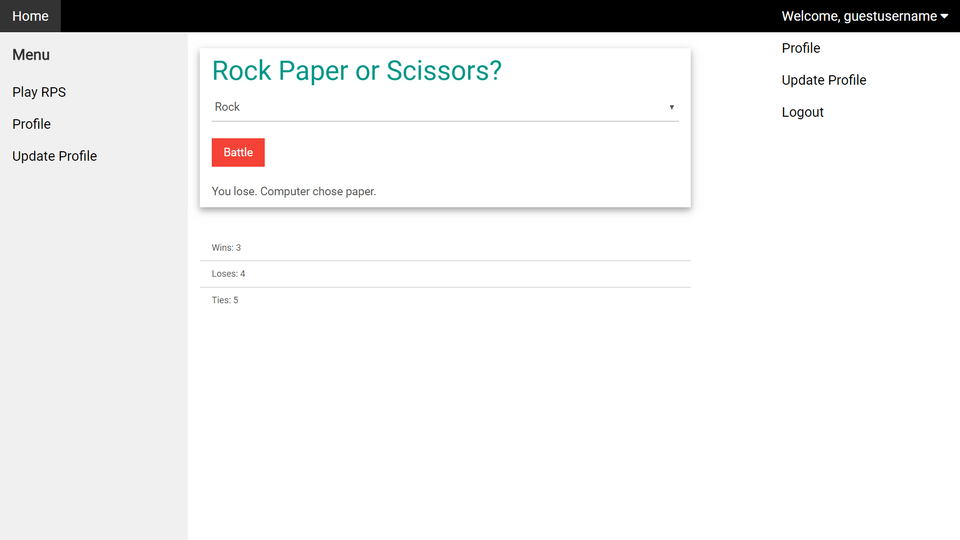 Home
Welcome, guestusername
Menu
Play RPS
Profile
Update Profile
Rock Paper or Scissors?
Rock
Battle
You lose. Computer chose paper.
Wins: 3
Loses: 4
Ties: 5
Profile
Update Profile
Logout